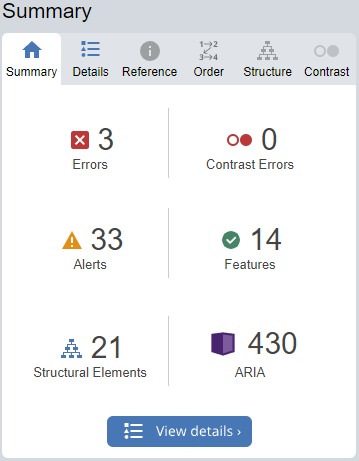 Summary
Summary Details Reference Order Structure Contrast
3 0
Errors Contrast Errors
33 14
Alerts Features
21 430
Structural Elements ARIA
View details ›